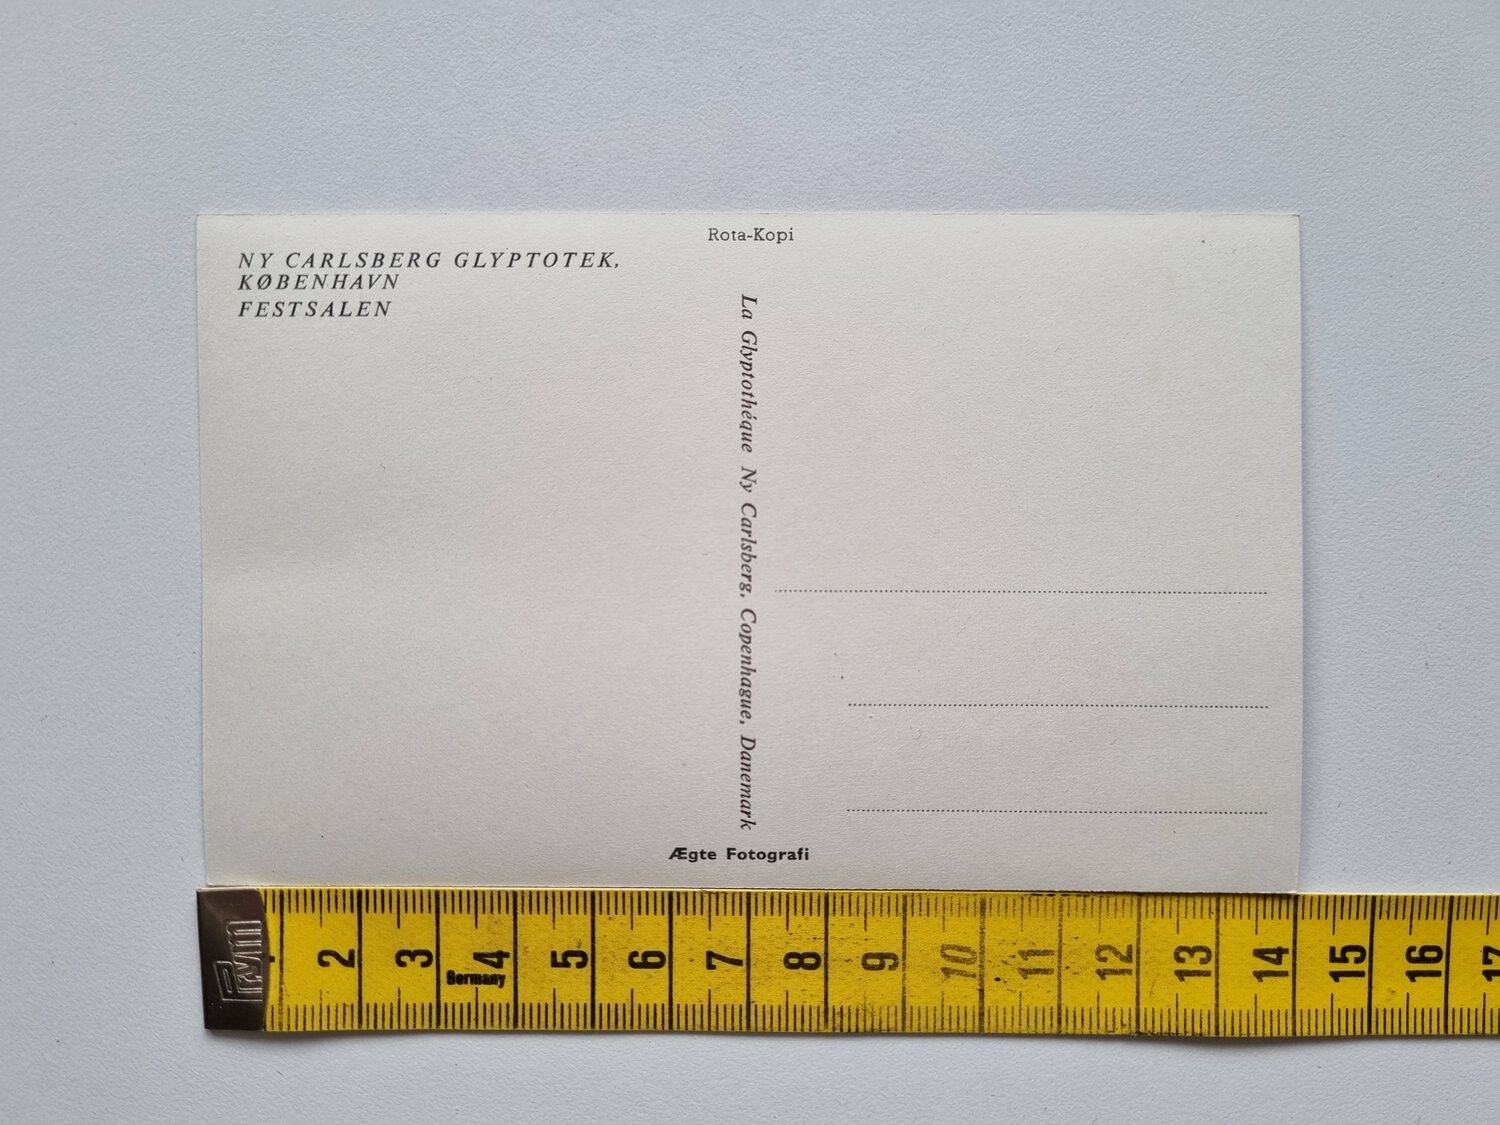 Rota-Kopi
NY CARLSBERG GLYPTOTEK,
KØBENHAVN
FESTSALEN
La Glyptothéque Ny Carlsberg, Copenhague, Danemark
Ægte Fotografi
Prym
2 3 4 5 6 7 8 9 10 11 12 13 14 15 16 17
Germany